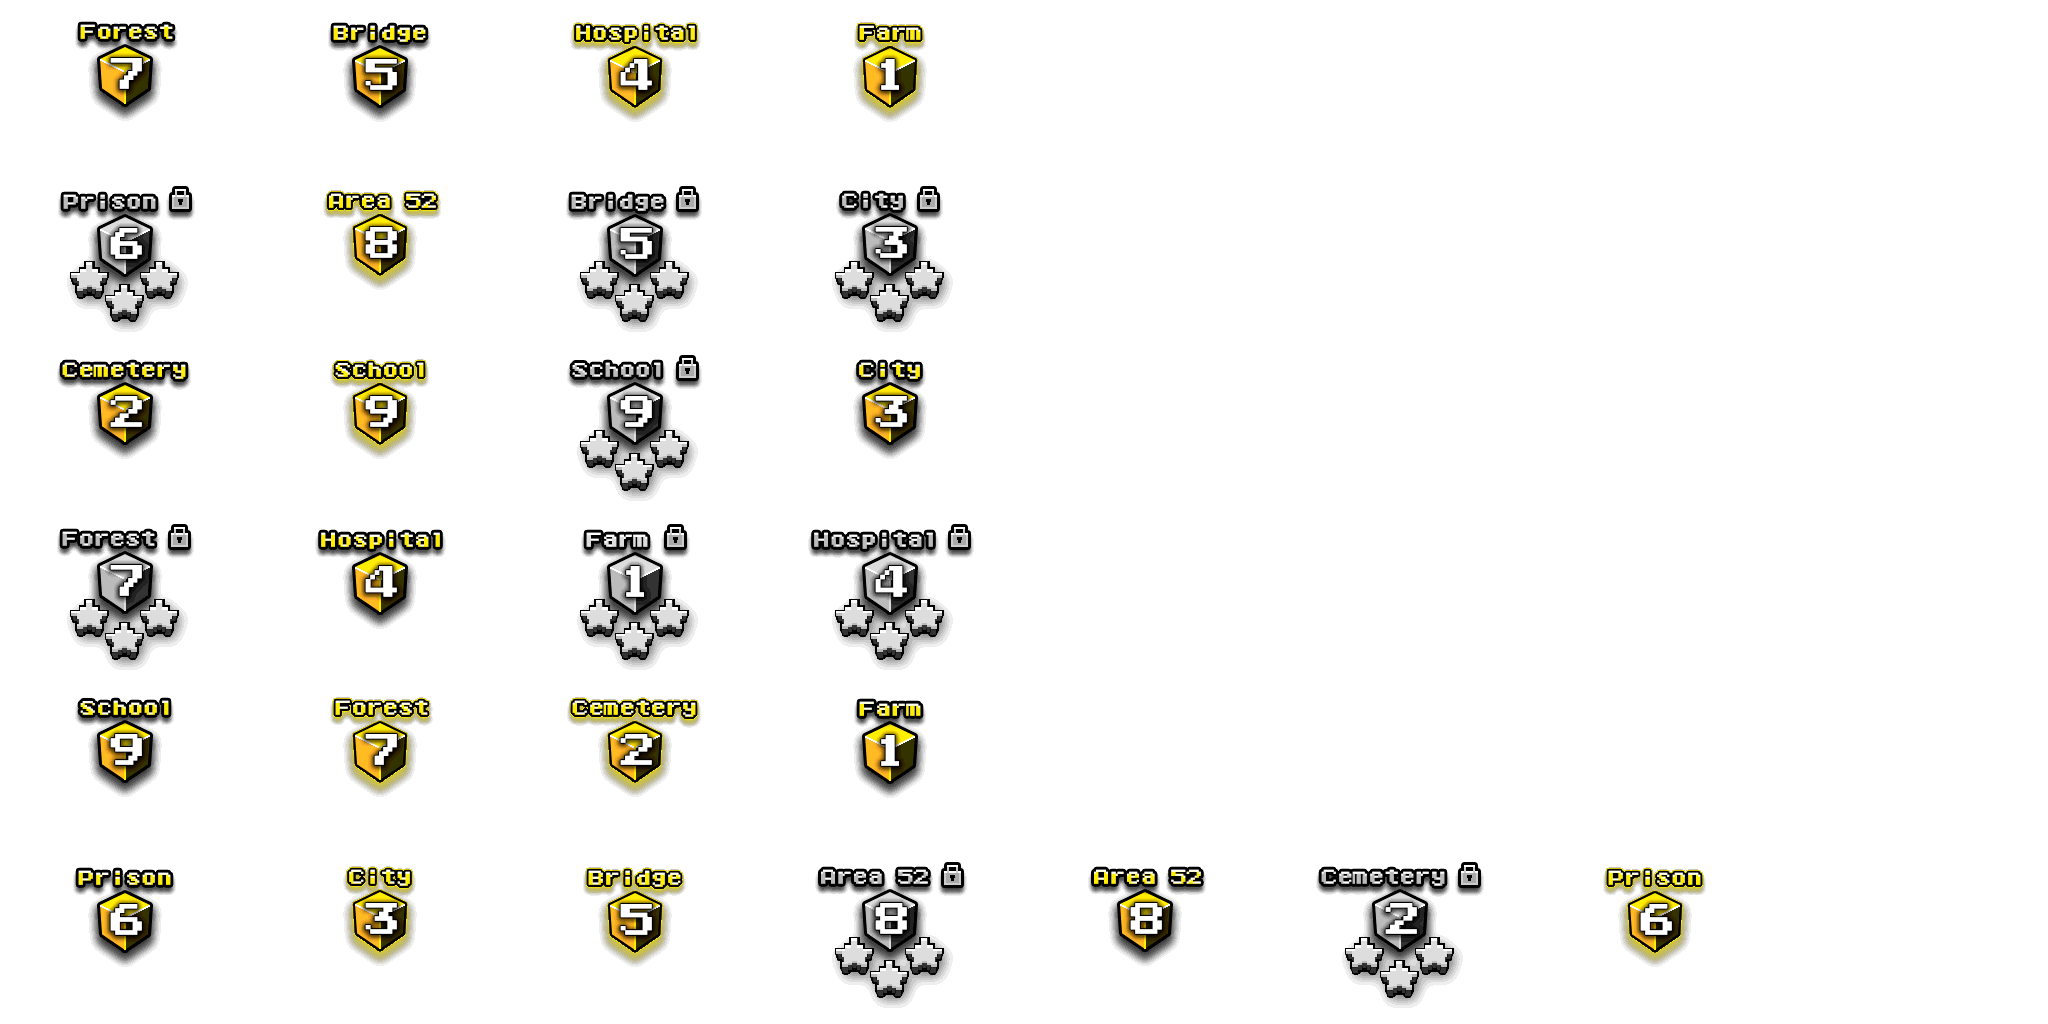 Forest Bridge Hospital Farm
7 5 4 1
Prison Area 52 Bridge City
6 8 5 3
Cemetery School School City
2 9 9 3
Forest Hospital Farm Hospital
7 4 1 4
School Forest Cemetery Farm
9 7 2 1
Prison City Bridge Area 52 Area 52 Cemetery Prison
6 3 5 8 8 2 6